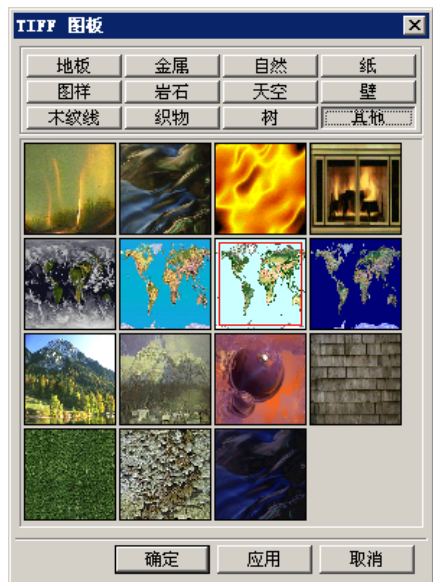 TIFF 图板
地板 金属 自然 纸
图样 岩石 天空 壁
木纹线 织物 树 其他
确定 应用 取消